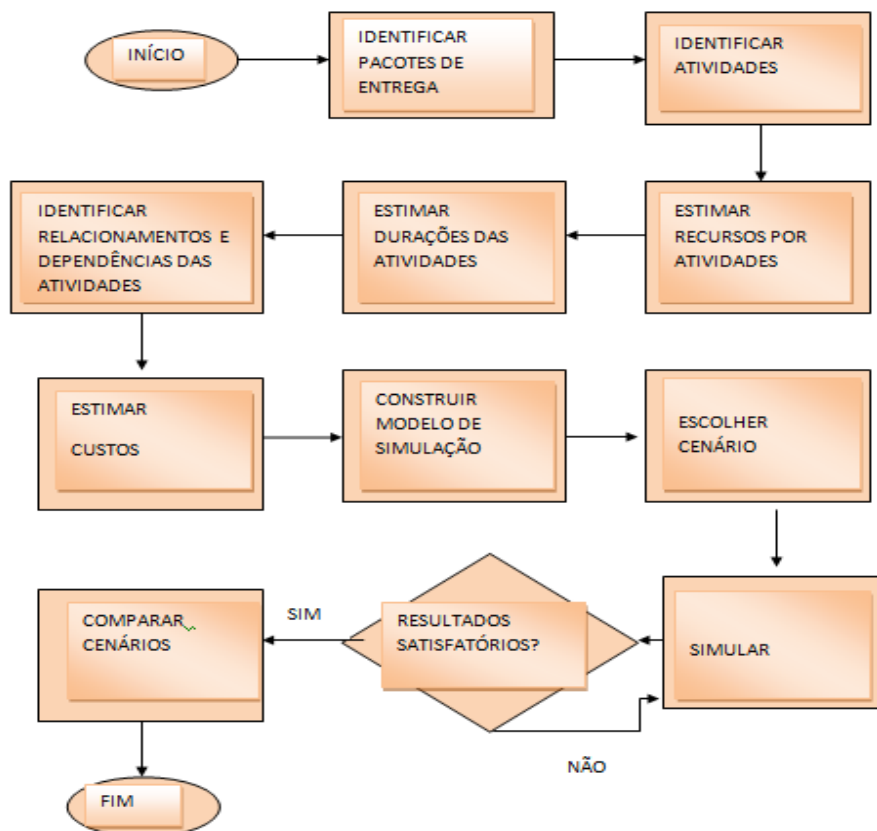 INÍCIO
IDENTIFICAR
PACOTES DE
ENTREGA
IDENTIFICAR
ATIVIDADES
IDENTIFICAR
RELACIONAMENTOS E
DEPENDÊNCIAS DAS
ATIVIDADES
ESTIMAR
DURAÇÕES DAS
ATIVIDADES
ESTIMAR
RECURSOS POR
ATIVIDADES
ESTIMAR
CUSTOS
CONSTRUIR
MODELO DE
SIMULAÇÃO
ESCOLHER
CENÁRIO
COMPARAR
CENÁRIOS
SIM
RESULTADOS
SATISFATÓRIOS?
SIMULAR
NÃO
FIM